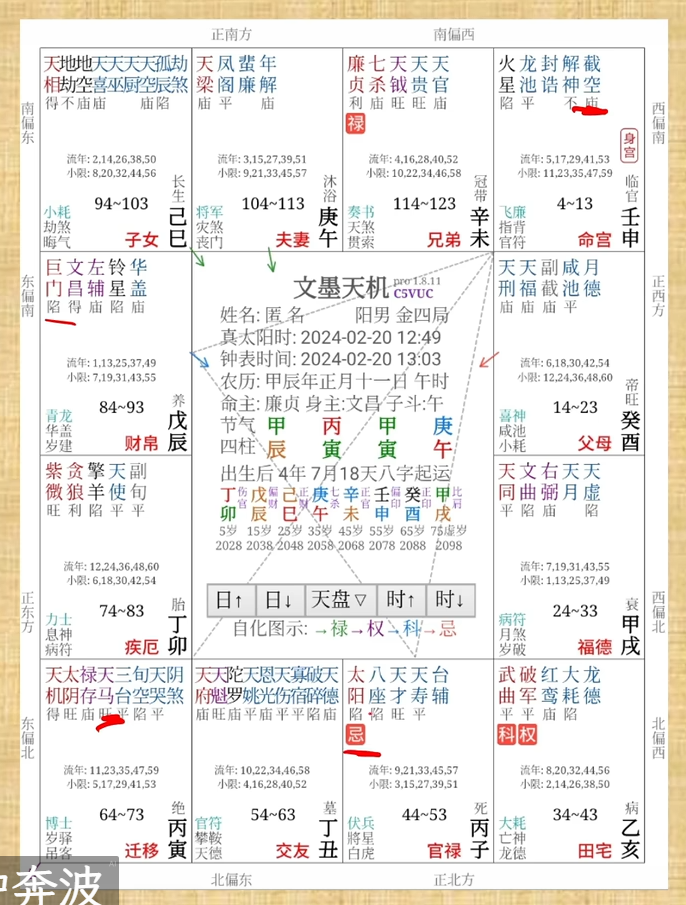 正南方
南偏西
南偏东
天相 地劫 地空 天喜 天巫 天厨 天空 孤辰 劫煞
得 不 庙 庙 庙 陷
流年: 2,14,26,38,50
小限: 8,20,32,44,56
长生
小耗
劫煞
晦气
94~103
子女
己巳
天梁 凤阁 蜚廉 年解
庙 平 庙
流年: 3,15,27,39,51
小限: 9,21,33,45,57
沐浴
将军
灾煞
丧门
104~113
夫妻
庚午
廉贞 七杀 天钺 天贵 天官
利 庙 旺 旺 庙
禄
流年: 4,16,28,40,52
小限: 10,22,34,46,58
冠带
奏书
天煞
贯索
114~123
兄弟
辛未
火星 龙池 封诰 解神 截空
陷 平 不 庙
身宫
流年: 5,17,29,41,53
小限: 11,23,35,47,59
临官
飞廉
指背
官符
4~13
命宫
壬申
西偏南
东偏南
巨门 文昌 左辅 铃星 华盖
陷 得 庙 陷 庙
流年: 1,13,25,37,49
小限: 7,19,31,43,55
养
青龙
华盖
岁建
84~93
财帛
戊辰
文墨天机 pro 1.8.11
C5VUC
姓名: 匿名 阳男 金四局
真太阳时: 2024-02-20 12:49
钟表时间: 2024-02-20 13:03
农历: 甲辰年正月十一日 午时
命主: 廉贞 身主: 文昌 子斗: 午
节气 甲 丙 甲 庚
四柱 辰 寅 寅 午
出生后 4年 7月18天八字起运
丁卯 伤官 戊辰 偏财 己巳 正财 庚午 七杀 辛未 正官 壬申 偏印 癸酉 正印 甲戌 比肩
5岁 15岁 25岁 35岁 45岁 55岁 65岁 75虚岁
2028 2038 2048 2058 2068 2078 2088 2098
日↑ 日↓ 天盘▽ 时↑ 时↓
自化图示: →禄→权→科→忌
天刑 天福 副截 咸池 月德
庙 庙 庙 平
流年: 6,18,30,42,54
小限: 12,24,36,48,60
帝旺
喜神
咸池
小耗
14~23
父母
癸酉
正西方
正东方
紫微 贪狼 擎羊 天使 副旬
旺 利 陷 平 平
流年: 12,24,36,48,60
小限: 6,18,30,42,54
胎
力士
息神
病符
74~83
疾厄
丁卯
天同 文曲 右弼 天月 天虚
平 陷 庙 陷
流年: 7,19,31,43,55
小限: 1,13,25,37,49
衰
病符
月煞
岁破
24~33
福德
甲戌
西偏北
东偏北
天机 太阴 禄存 天马 三台 旬空 天哭 阴煞
得 旺 庙 旺 平 陷 平
流年: 11,23,35,47,59
小限: 5,17,29,41,53
绝
博士
岁驿
吊客
64~73
迁移
丙寅
天府 天魁 陀罗 天姚 恩光 天伤 寡宿 破碎 天德
庙 旺 庙 平 庙 平 平 陷 庙
流年: 10,22,34,46,58
小限: 4,16,28,40,52
墓
官符
攀鞍
天德
54~63
交友
丁丑
太阳 八座 天才 天寿 台辅
陷 陷 旺 平
忌
流年: 9,21,33,45,57
小限: 3,15,27,39,51
死
伏兵
將星
白虎
44~53
官禄
丙子
武曲 破军 红鸾 大耗 龙德
平 平 庙 陷
科 权
流年: 8,20,32,44,56
小限: 2,14,26,38,50
病
大耗
亡神
龙德
34~43
田宅
乙亥
北偏西
奔波
北偏东
正北方